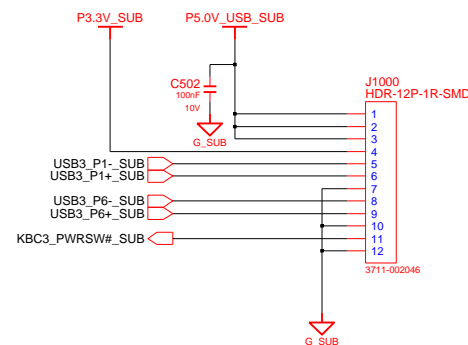 P3.3V_SUB
P5.0V_USB_SUB
C502
100nF
10V
G_SUB
J1000
HDR-12P-1R-SMD
1
2
3
4
USB3_P1-_SUB
5
USB3_P1+_SUB
6
7
USB3_P6-_SUB
8
USB3_P6+_SUB
9
10
KBC3_PWRSW#_SUB
11
12
3711-002046
G_SUB